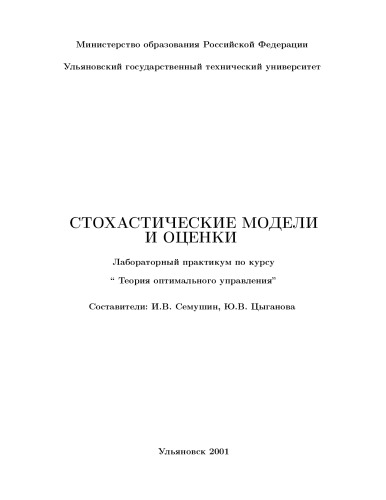 Министерство образования Российской Федерации
Ульяновский государственный технический университет
СТОХАСТИЧЕСКИЕ МОДЕЛИ
И ОЦЕНКИ
Лабораторный практикум по курсу
“ Теория оптимального управления”
Составители: И.В. Семушин, Ю.В. Цыганова
Ульяновск 2001